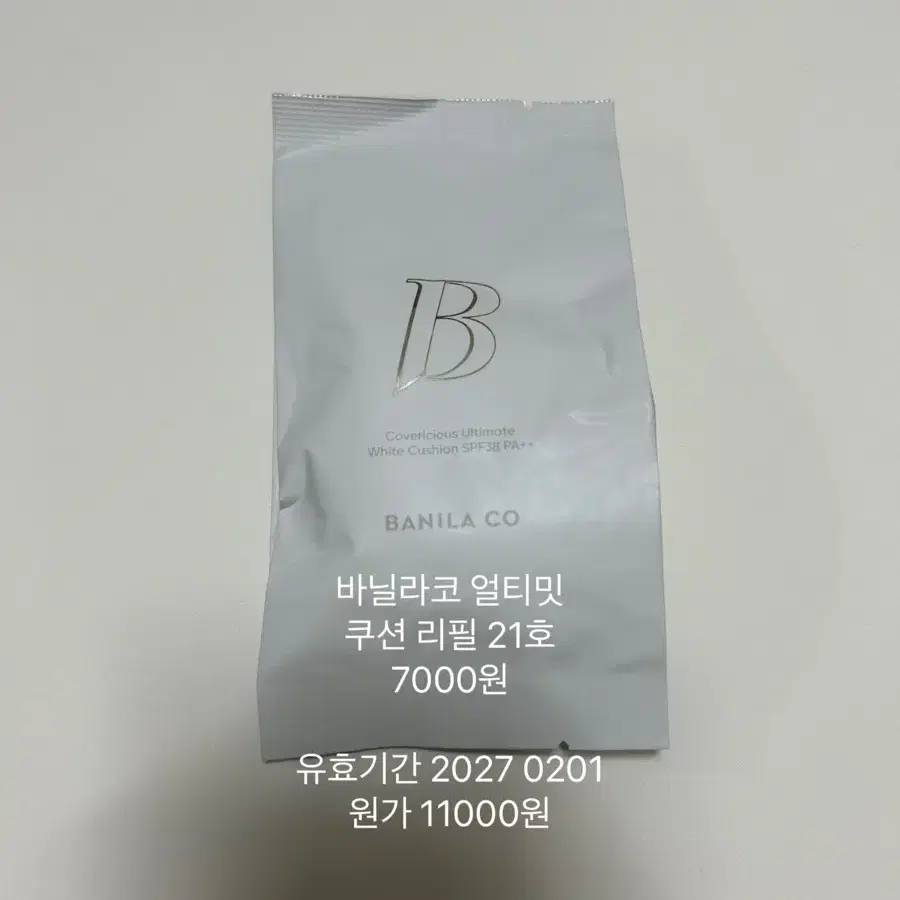 B
Covericious Ultimate
White Cushion SPF38 PA++
BANILA CO
바닐라코 얼티밋
쿠션 리필 21호
7000원
유효기간 2027 0201
원가 11000원